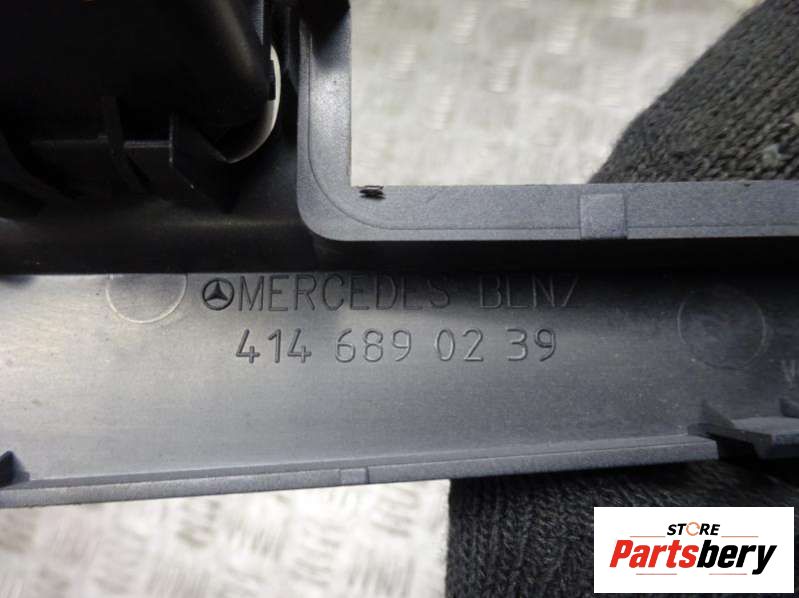 MERCEDES BENZ
414 689 02 39
STORE
Partsbery